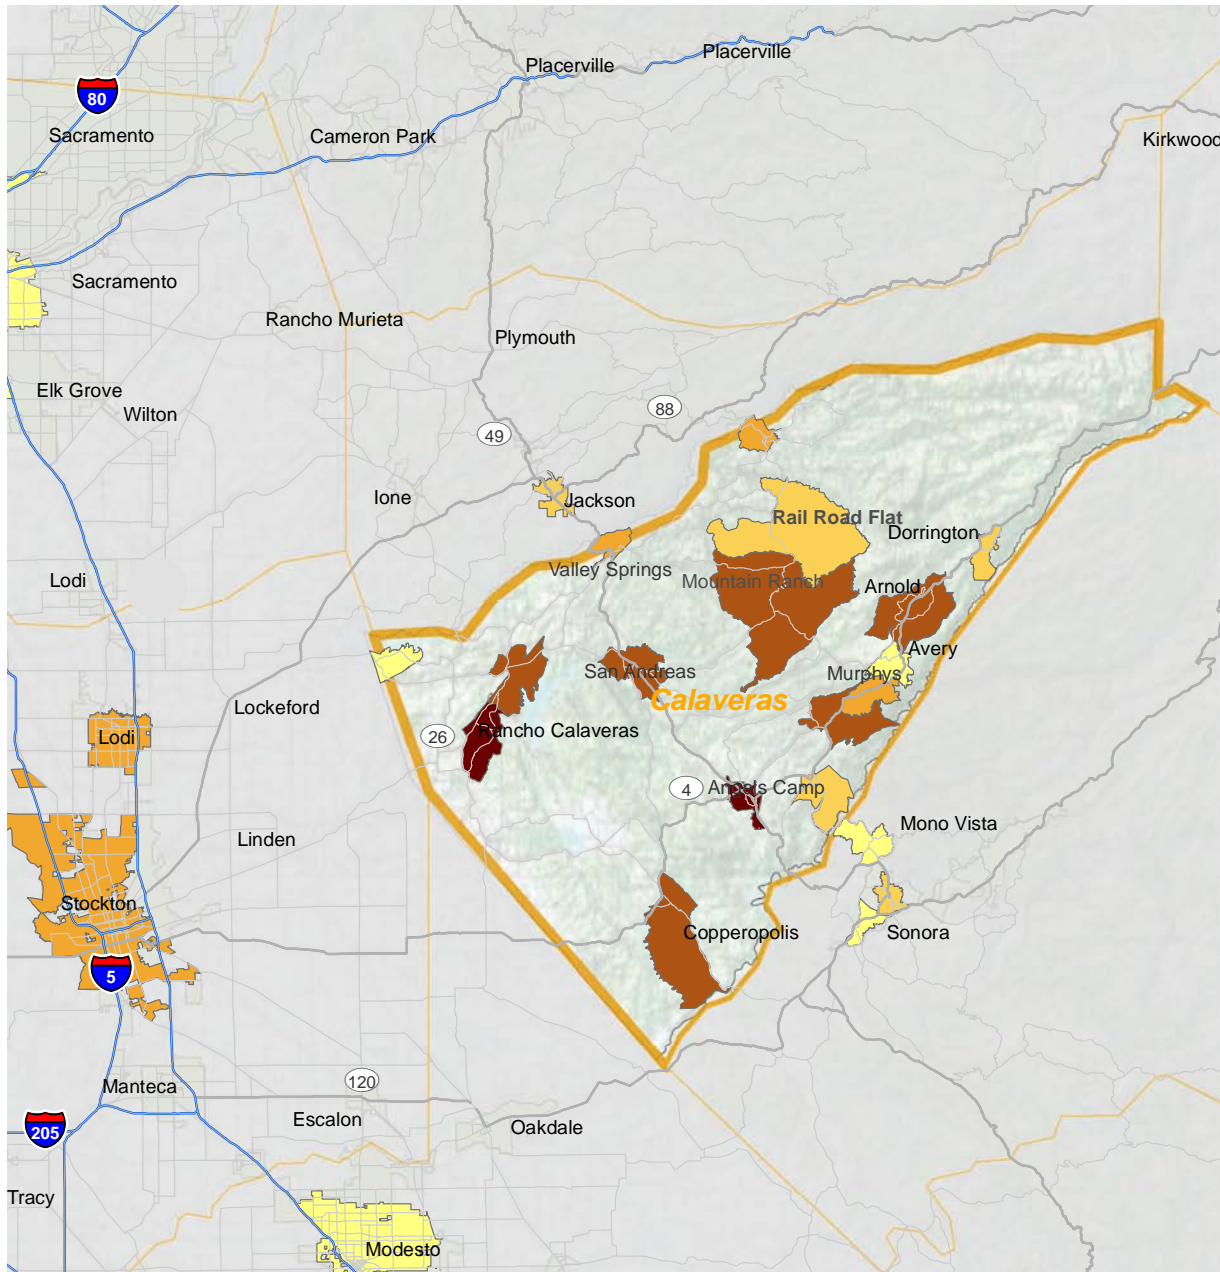 Placerville
Placerville
80
Sacramento
Cameron Park
Kirkwood
Sacramento
Rancho Murieta
Plymouth
Elk Grove
Wilton
88
49
Ione
Jackson
Rail Road Flat
Dorrington
Valley Springs
Mountain Ranch
Arnold
Lodi
Avery
San Andreas
Murphys
Calaveras
Lockeford
Rancho Calaveras
26
Lodi
4
Angels Camp
Mono Vista
Linden
Stockton
Copperopolis
Sonora
5
120
Manteca
Escalon
Oakdale
205
Tracy
Modesto